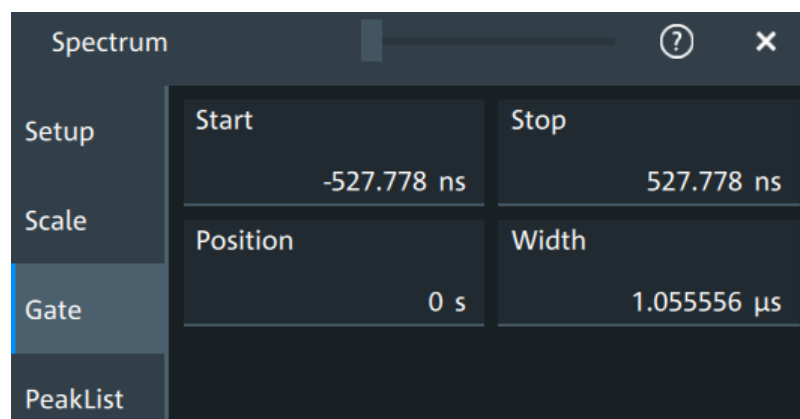 Spectrum
Setup
Scale
Gate
PeakList
Start
-527.778 ns
Stop
527.778 ns
Position
0 s
Width
1.055556 µs